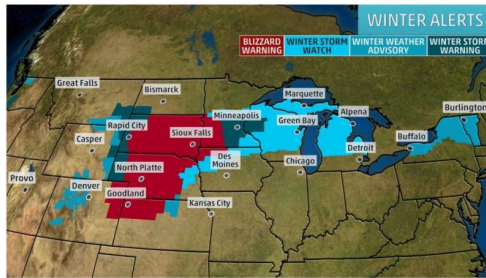 WINTER ALERTS
BLIZZARD WARNING
WINTER STORM WATCH
WINTER WEATHER ADVISORY
WINTER STORM WARNING
Great Falls
Bismarck
Marquette
Burlington
Rapid City
Minneapolis
Alpena
Casper
Sioux Falls
Green Bay
Buffalo
North Platte
Des Moines
Chicago
Detroit
Provo
Denver
Goodland
Kansas City